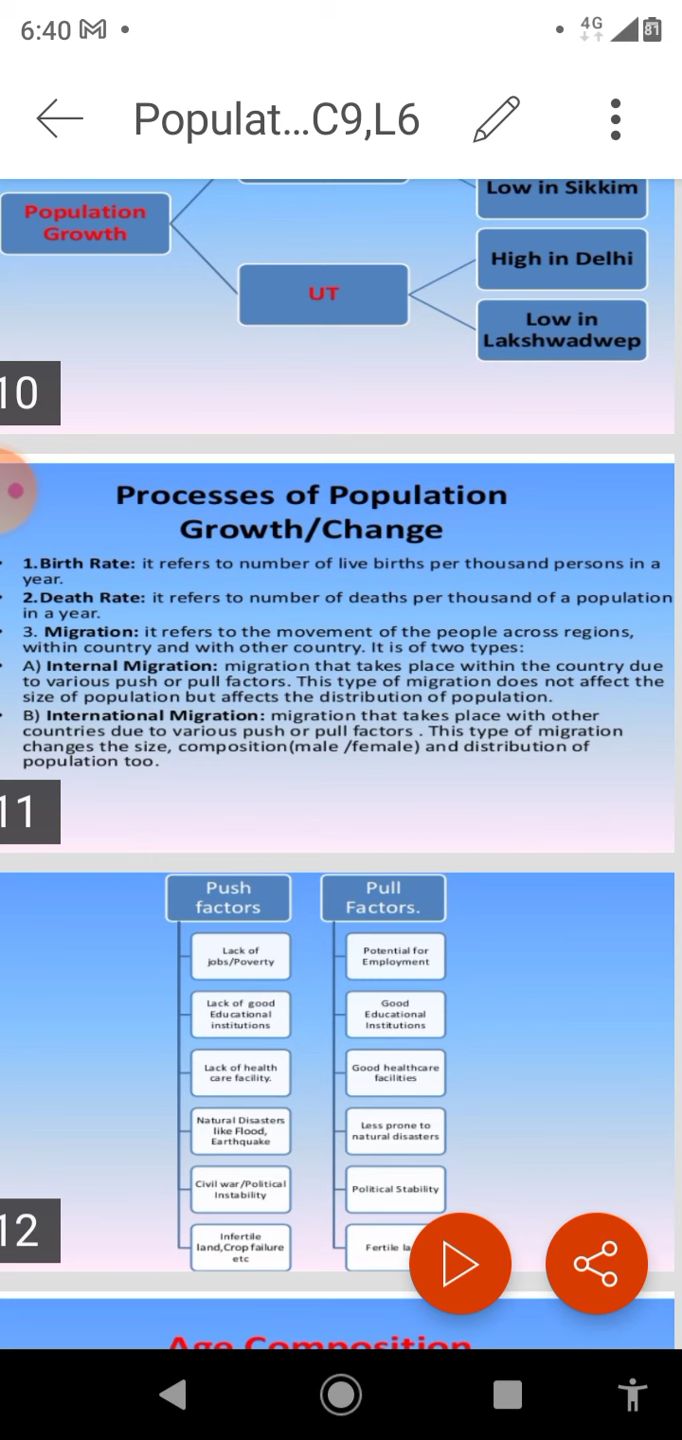 6:40
4G
81
Populat...C9,L6
Low in Sikkim
Population
Growth
High in Delhi
UT
Low in
Lakshwadwep
10
Processes of Population
Growth/Change
1.Birth Rate: it refers to number of live births per thousand persons in a
year.
2.Death Rate: it refers to number of deaths per thousand of a population
in a year.
3. Migration: it refers to the movement of the people across regions,
within country and with other country. It is of two types:
A) Internal Migration: migration that takes place within the country due
to various push or pull factors. This type of migration does not affect the
size of population but affects the distribution of population.
B) International Migration: migration that takes place with other
countries due to various push or pull factors . This type of migration
changes the size, composition(male /female) and distribution of
population too.
11
Push
factors
Lack of
jobs/Poverty
Lack of good
Educational
institutions
Lack of health
care facility.
Natural Disasters
like Flood,
Earthquake
Civil war/Political
Instability
Infertile
land,Crop failure
etc
Pull
Factors.
Potential for
Employment
Good
Educational
Institutions
Good healthcare
facilities
Less prone to
natural disasters
Political Stability
Fertile la
12
Age Composition